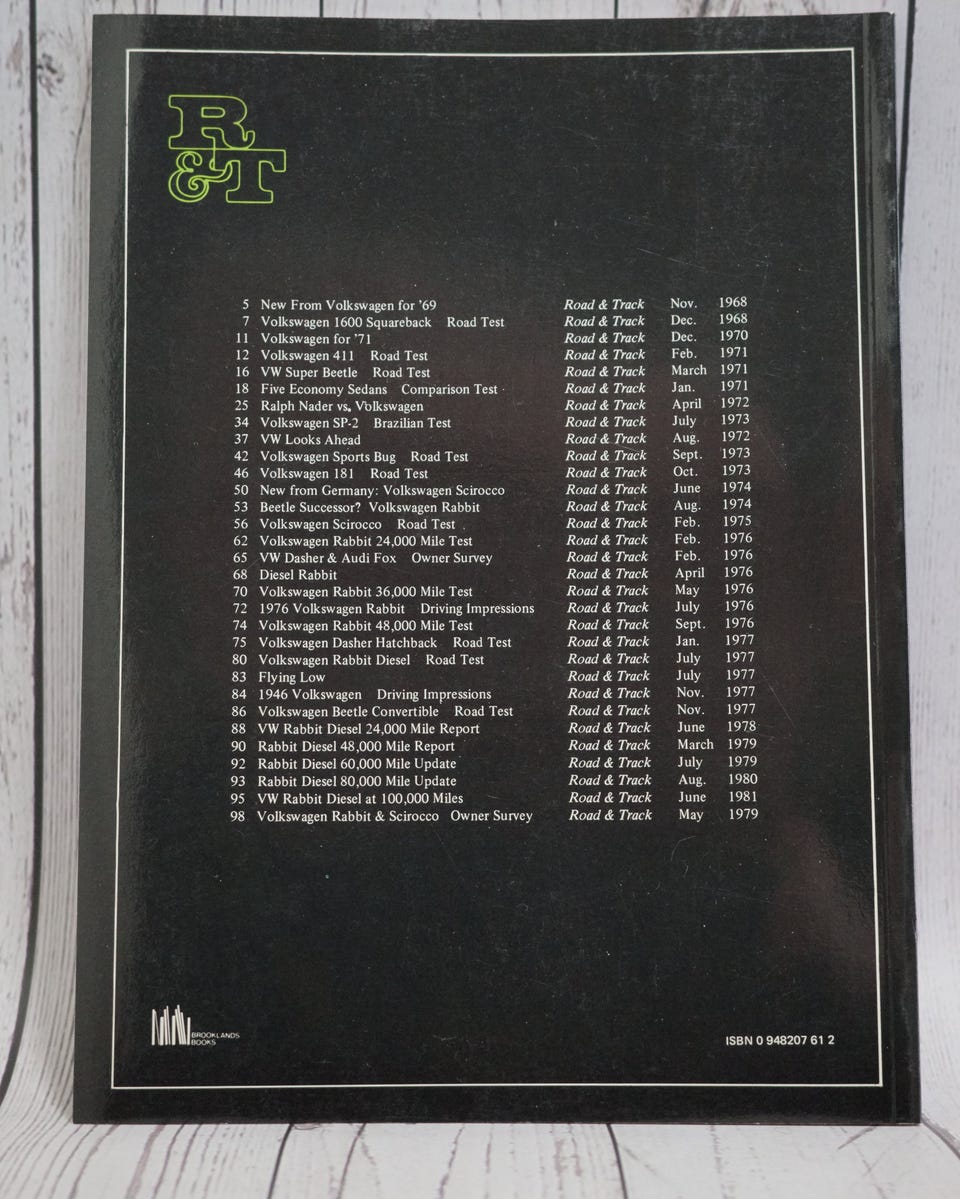 R
&T
5 New From Volkswagen for '69 Road & Track Nov. 1968
7 Volkswagen 1600 Squareback Road Test Road & Track Dec. 1968
11 Volkswagen for '71 Road & Track Dec. 1970
12 Volkswagen 411 Road Test Road & Track Feb. 1971
16 VW Super Beetle Road Test Road & Track March 1971
18 Five Economy Sedans Comparison Test Road & Track Jan. 1971
25 Ralph Nader vs. Volkswagen Road & Track April 1972
34 Volkswagen SP-2 Brazilian Test Road & Track July 1973
37 VW Looks Ahead Road & Track Aug. 1972
42 Volkswagen Sports Bug Road Test Road & Track Sept. 1973
46 Volkswagen 181 Road Test Road & Track Oct. 1973
50 New from Germany: Volkswagen Scirocco Road & Track June 1974
53 Beetle Successor? Volkswagen Rabbit Road & Track Aug. 1974
56 Volkswagen Scirocco Road Test Road & Track Feb. 1975
62 Volkswagen Rabbit 24,000 Mile Test Road & Track Feb. 1976
65 VW Dasher & Audi Fox Owner Survey Road & Track Feb. 1976
68 Diesel Rabbit Road & Track April 1976
70 Volkswagen Rabbit 36,000 Mile Test Road & Track May 1976
72 1976 Volkswagen Rabbit Driving Impressions Road & Track July 1976
74 Volkswagen Rabbit 48,000 Mile Test Road & Track Sept. 1976
75 Volkswagen Dasher Hatchback Road Test Road & Track Jan. 1977
80 Volkswagen Rabbit Diesel Road Test Road & Track July 1977
83 Flying Low Road & Track July 1977
84 1946 Volkswagen Driving Impressions Road & Track Nov. 1977
86 Volkswagen Beetle Convertible Road Test Road & Track Nov. 1977
88 VW Rabbit Diesel 24,000 Mile Report Road & Track June 1978
90 Rabbit Diesel 48,000 Mile Report Road & Track March 1979
92 Rabbit Diesel 60,000 Mile Update Road & Track July 1979
93 Rabbit Diesel 80,000 Mile Update Road & Track Aug. 1980
95 VW Rabbit Diesel at 100,000 Miles Road & Track June 1981
98 Volkswagen Rabbit & Scirocco Owner Survey Road & Track May 1979
BROOKLANDS
BOOKS
ISBN 0 948207 61 2